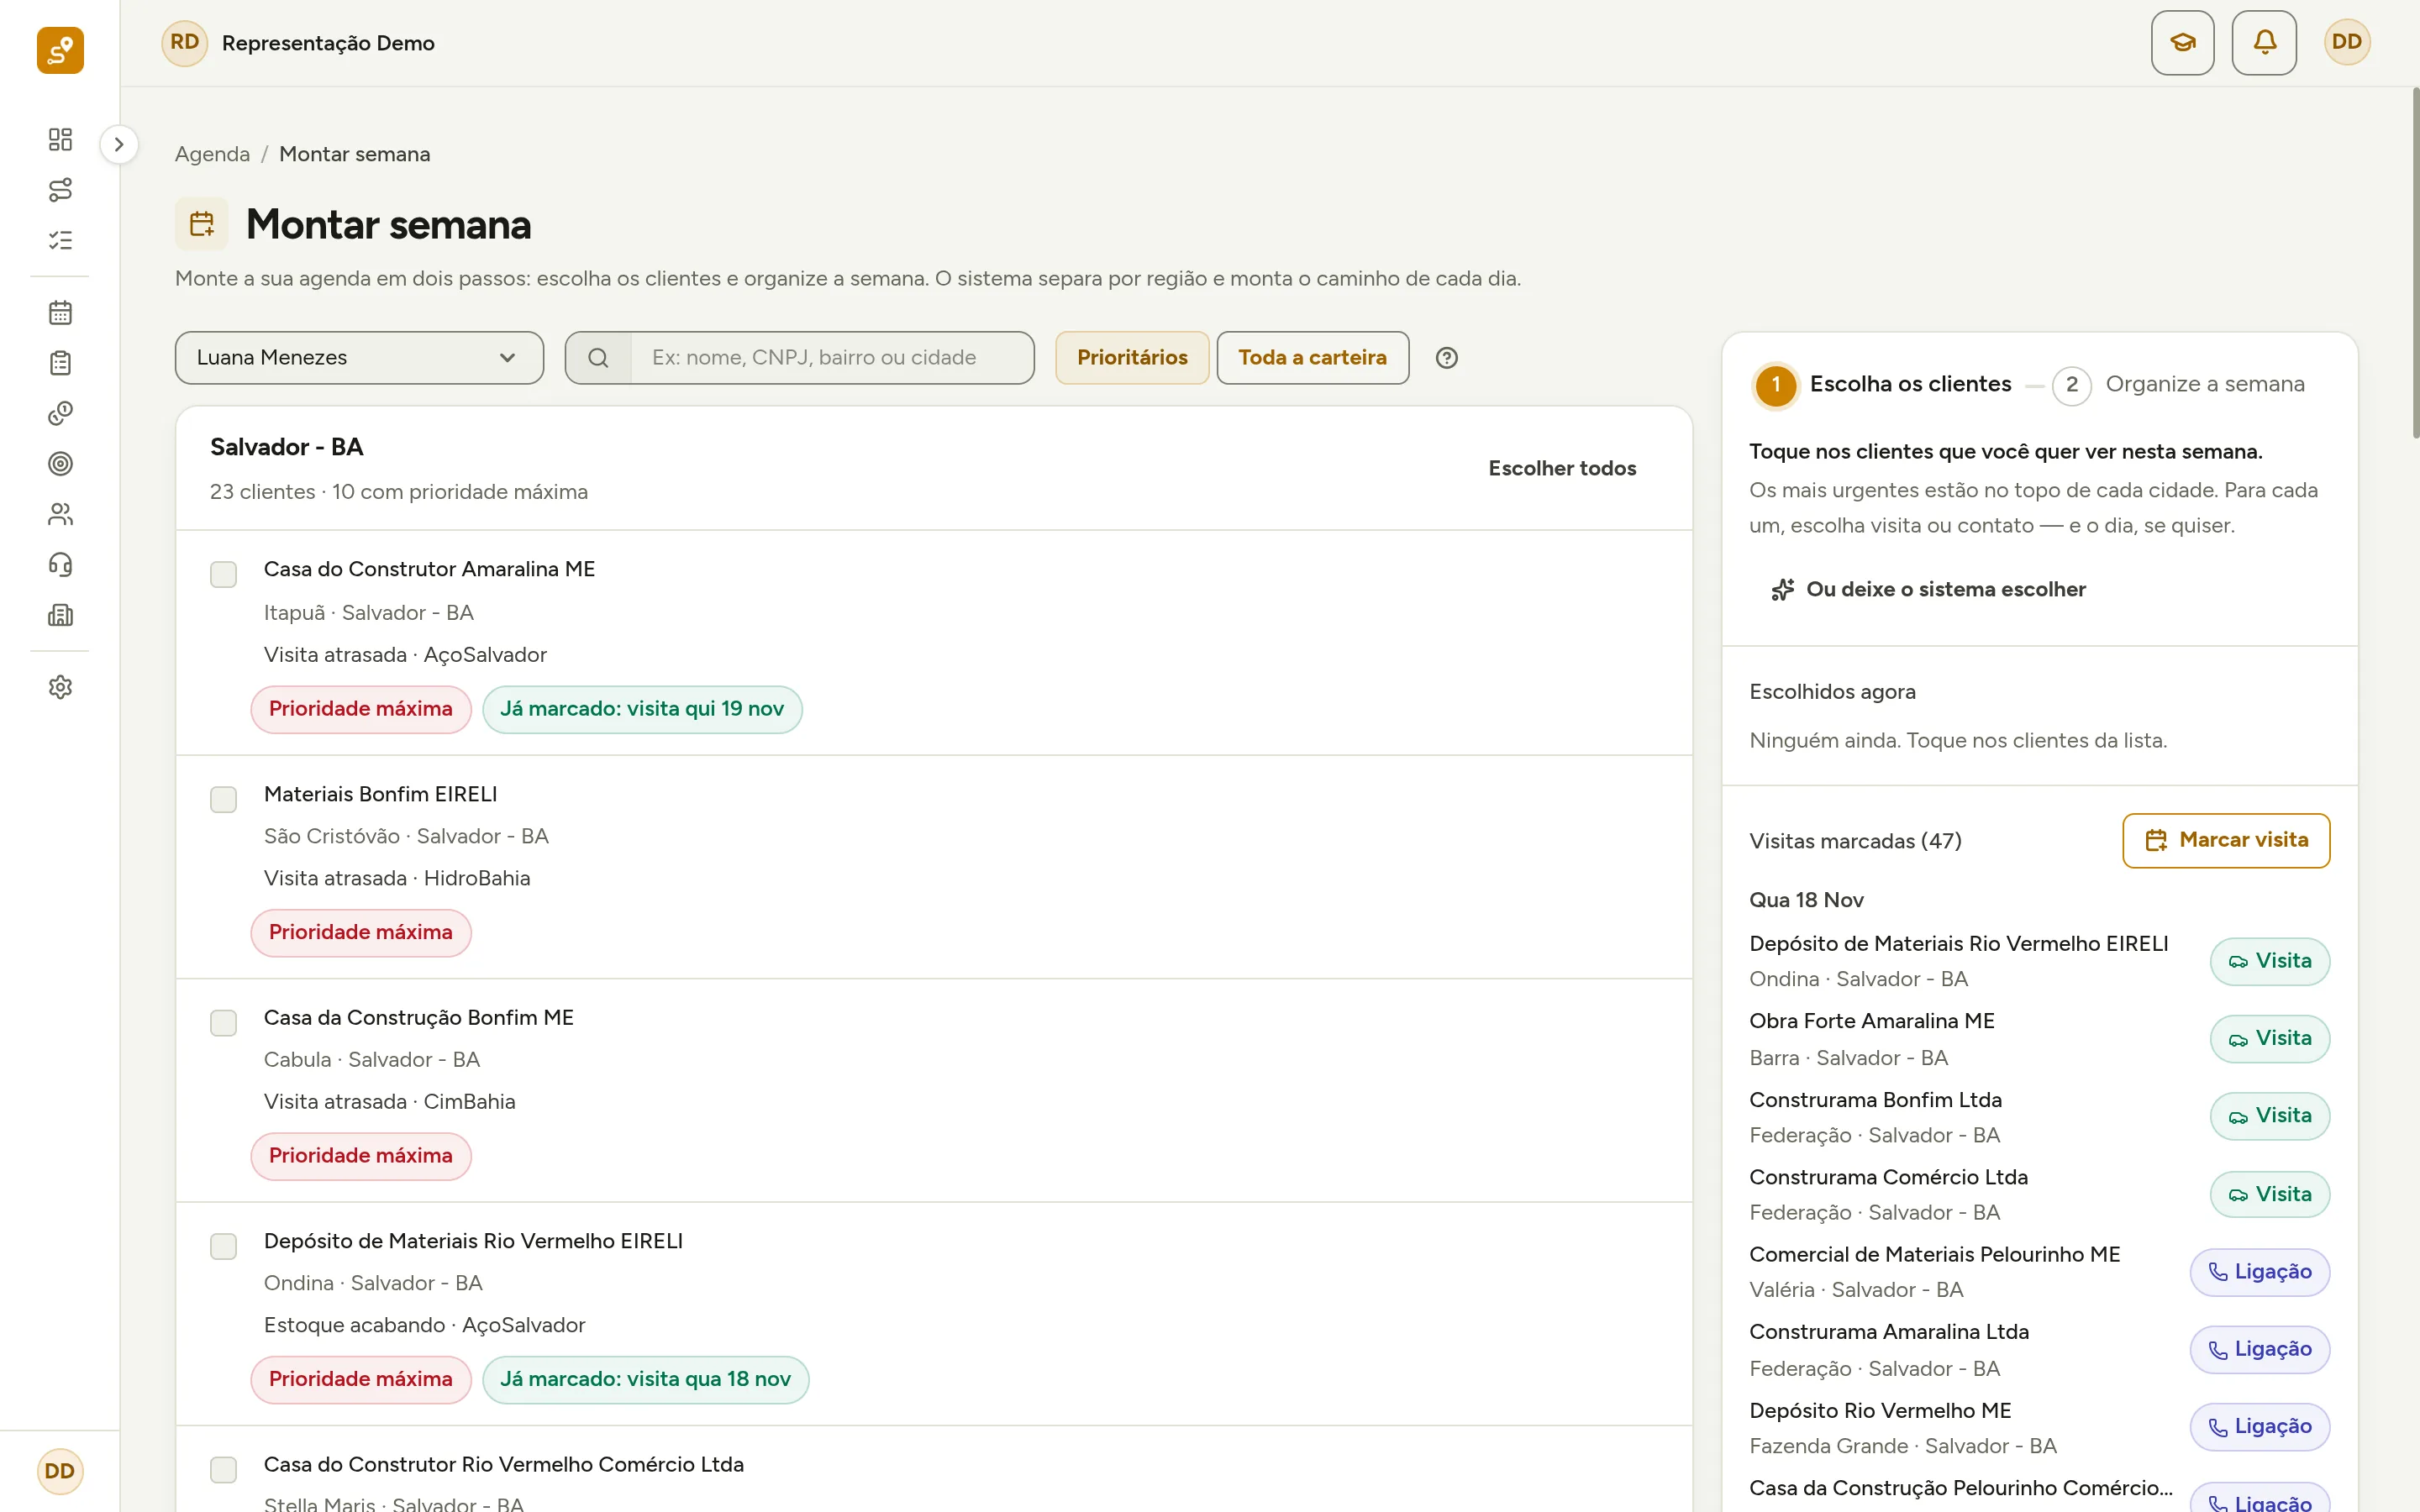 RD Representação Demo
DD
Agenda / Montar semana
Montar semana
Monte a sua agenda em dois passos: escolha os clientes e organize a semana. O sistema separa por região e monta o caminho de cada dia.
Luana Menezes
Ex: nome, CNPJ, bairro ou cidade
Prioritários
Toda a carteira
Salvador - BA
23 clientes · 10 com prioridade máxima
Escolher todos
Casa do Construtor Amaralina ME
Itapuã · Salvador - BA
Visita atrasada · AçoSalvador
Prioridade máxima
Já marcado: visita qui 19 nov
Materiais Bonfim EIRELI
São Cristóvão · Salvador - BA
Visita atrasada · HidroBahia
Prioridade máxima
Casa da Construção Bonfim ME
Cabula · Salvador - BA
Visita atrasada · CimBahia
Prioridade máxima
Depósito de Materiais Rio Vermelho EIRELI
Ondina · Salvador - BA
Estoque acabando · AçoSalvador
Prioridade máxima
Já marcado: visita qua 18 nov
Casa do Construtor Rio Vermelho Comércio Ltda
Stella Maris · Salvador - BA
1 Escolha os clientes
2 Organize a semana
Toque nos clientes que você quer ver nesta semana.
Os mais urgentes estão no topo de cada cidade. Para cada
um, escolha visita ou contato — e o dia, se quiser.
Ou deixe o sistema escolher
Escolhidos agora
Ninguém ainda. Toque nos clientes da lista.
Visitas marcadas (47)
Marcar visita
Qua 18 Nov
Depósito de Materiais Rio Vermelho EIRELI
Ondina · Salvador - BA
Visita
Obra Forte Amaralina ME
Barra · Salvador - BA
Visita
Construrama Bonfim Ltda
Federação · Salvador - BA
Visita
Construrama Comércio Ltda
Federação · Salvador - BA
Visita
Comercial de Materiais Pelourinho ME
Valéria · Salvador - BA
Ligação
Construrama Amaralina Ltda
Federação · Salvador - BA
Ligação
Depósito Rio Vermelho ME
Fazenda Grande · Salvador - BA
Ligação
Casa da Construção Pelourinho Comércio...
Ligação
DD